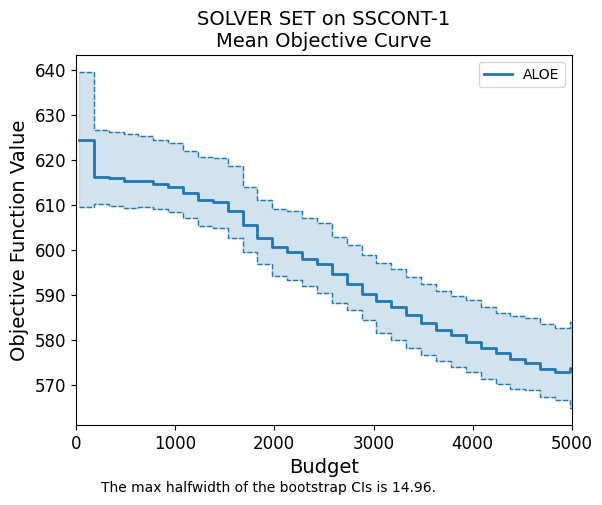 SOLVER SET on SSCONT-1
Mean Objective Curve
ALOE
Objective Function Value
640
630
620
610
600
590
580
570
0
1000
2000
3000
4000
5000
Budget
The max halfwidth of the bootstrap CIs is 14.96.